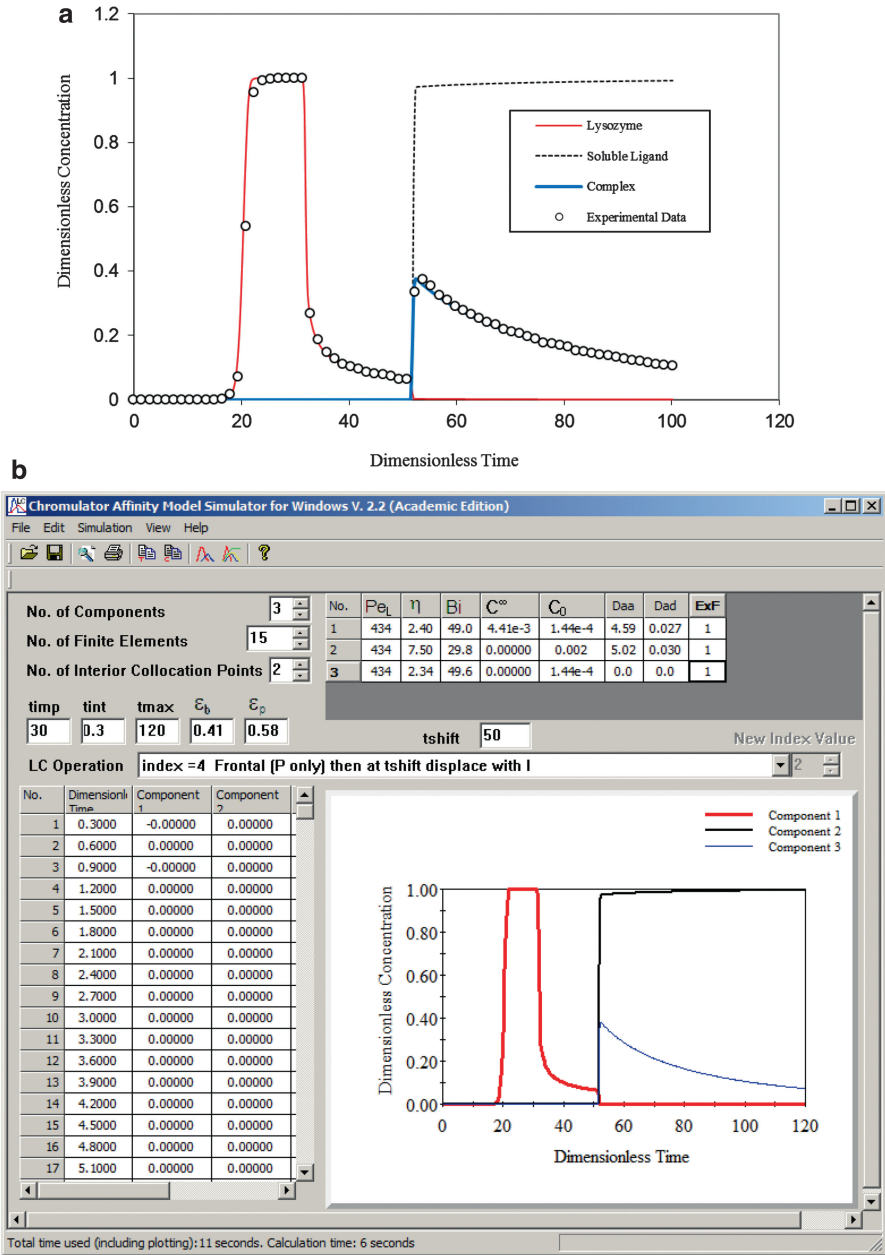 a
1.2
1
0.8
0.6
0.4
0.2
0
0 20 40 60 80 100 120
Dimensionless Concentration
Dimensionless Time
Lysozyme
Soluble Ligand
Complex
Experimental Data
b
Chromulator Affinity Model Simulator for Windows V. 2.2 (Academic Edition)
File Edit Simulation View Help
No. of Components 3
No. of Finite Elements 15
No. of Interior Collocation Points 2
No. PeL η Bi C∞ C0 Daa Dad ExF
1 434 2.40 49.0 4.41e-3 1.44e-4 4.59 0.027 1
2 434 7.50 29.8 0.00000 0.002 5.02 0.030 1
3 434 2.34 49.6 0.00000 1.44e-4 0.0 0.0 1
timp tint tmax εb εp
30 0.3 120 0.41 0.58
tshift 50
New Index Value
LC Operation index =4 Frontal (P only) then at tshift displace with I 2
No. Dimensionl Component Component
Time 1 2
1 0.3000 -0.00000 0.00000
2 0.6000 0.00000 0.00000
3 0.9000 -0.00000 0.00000
4 1.2000 0.00000 0.00000
5 1.5000 0.00000 0.00000
6 1.8000 0.00000 0.00000
7 2.1000 0.00000 0.00000
8 2.4000 0.00000 0.00000
9 2.7000 0.00000 0.00000
10 3.0000 0.00000 0.00000
11 3.3000 0.00000 0.00000
12 3.6000 0.00000 0.00000
13 3.9000 0.00000 0.00000
14 4.2000 0.00000 0.00000
15 4.5000 0.00000 0.00000
16 4.8000 0.00000 0.00000
17 5.1000 0.00000 0.00000
Component 1
Component 2
Component 3
1.00
0.80
0.60
0.40
0.20
0.00
0 20 40 60 80 100 120
Dimensionless Concentration
Dimensionless Time
Total time used (including plotting):11 seconds. Calculation time: 6 seconds